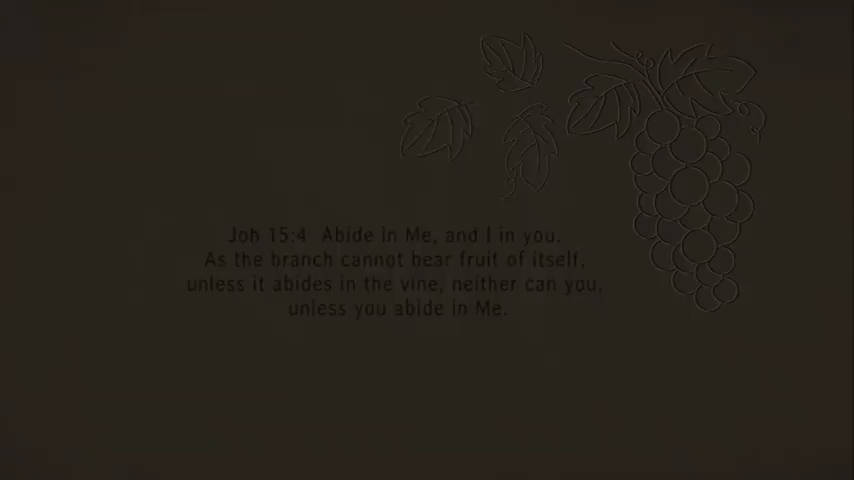 Joh 15:4 Abide in Me, and I in you.
As the branch cannot bear fruit of itself,
unless it abides in the vine, neither can you,
unless you abide in Me.